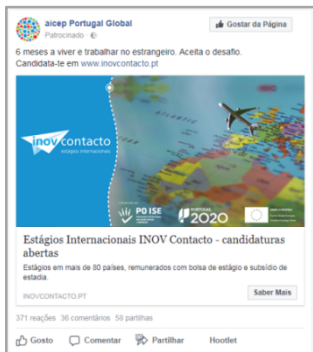 aicep Portugal Global
Patrocinado ·
Gostar da Página
6 meses a viver e trabalhar no estrangeiro. Aceita o desafio.
Candidata-te em www.inovcontacto.pt
inov contacto
estágios internacionais
PO ISE
PORTUGAL
2020
Estágios Internacionais INOV Contacto - candidaturas
abertas
Estágios em mais de 80 países, remunerados com bolsa de estágio e subsídio de
estadia.
INOVCONTACTO.PT
Saber Mais
371 reações 36 comentários 58 partilhas
Gosto Comentar Partilhar Hootlet